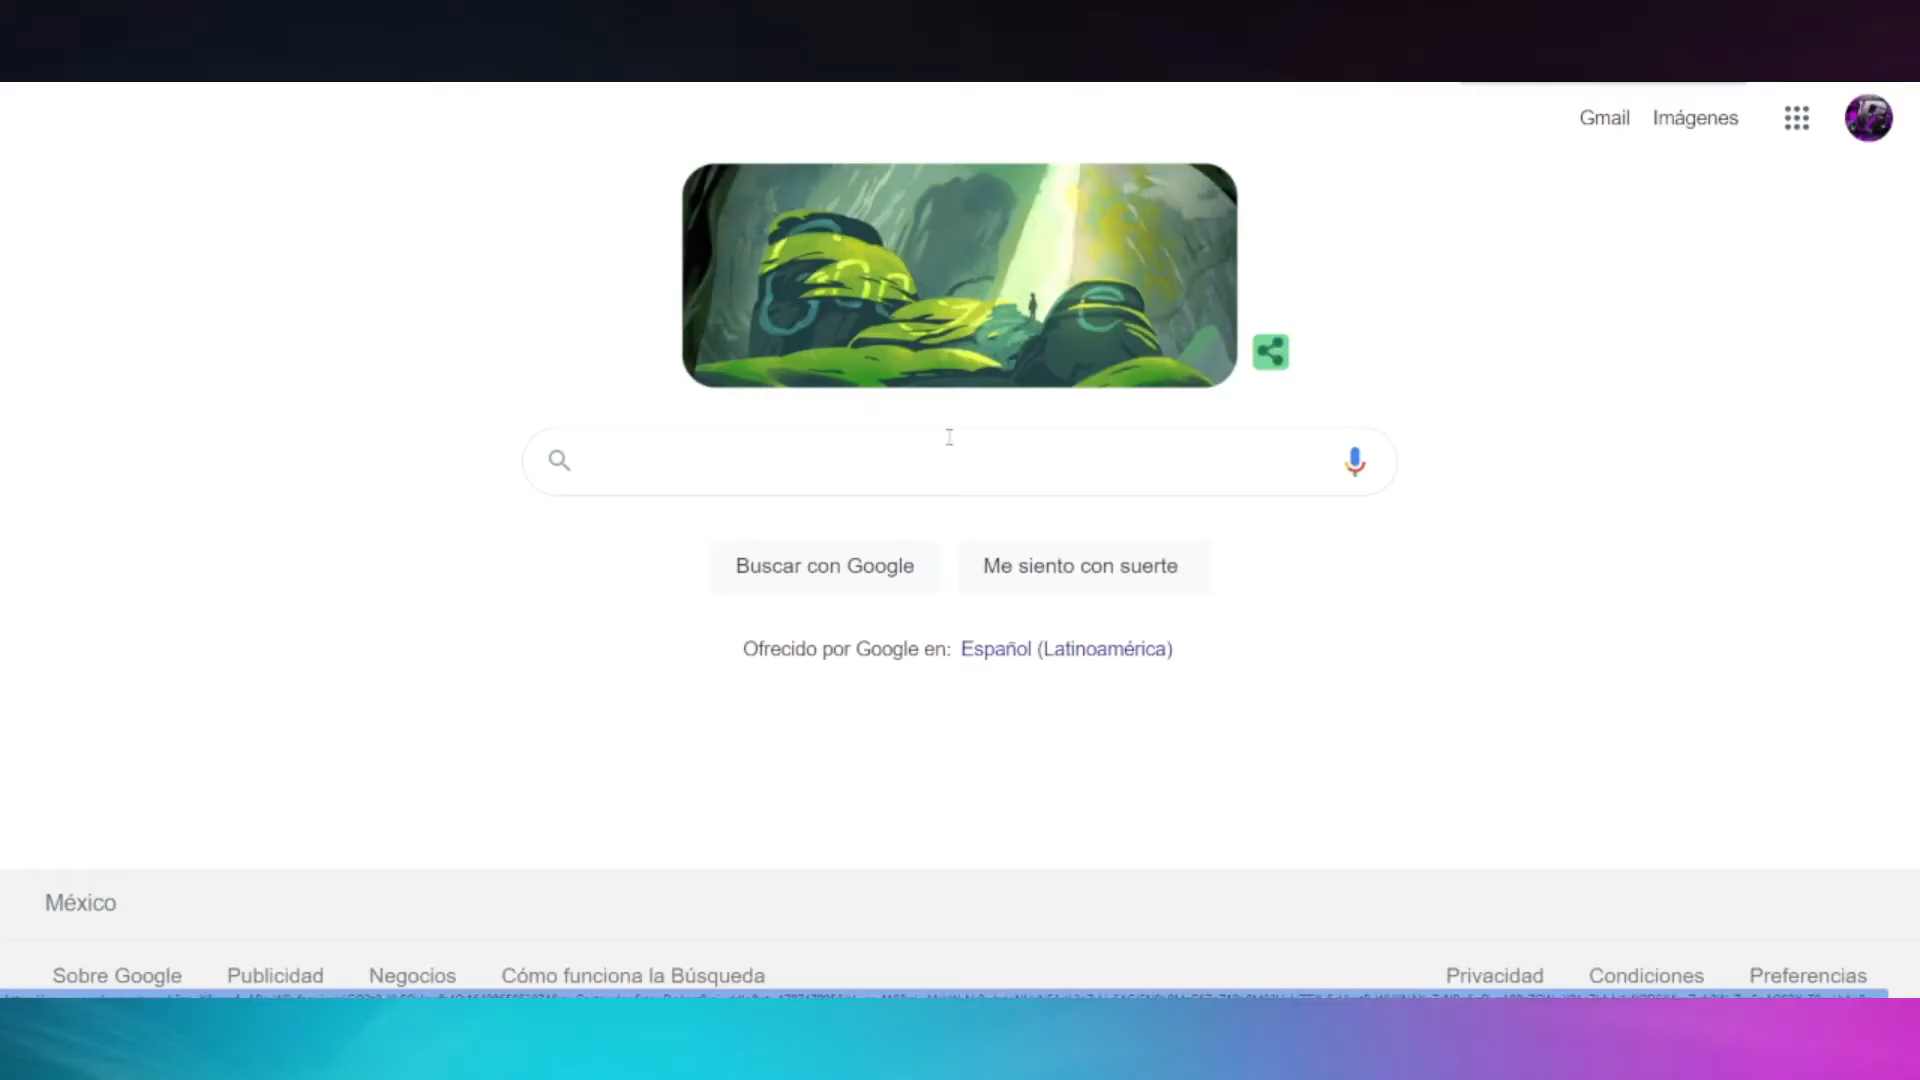 Gmail Imágenes
Buscar con Google Me siento con suerte
Ofrecido por Google en: Español (Latinoamérica)
México
Sobre Google Publicidad Negocios Cómo funciona la Búsqueda Privacidad Condiciones Preferencias